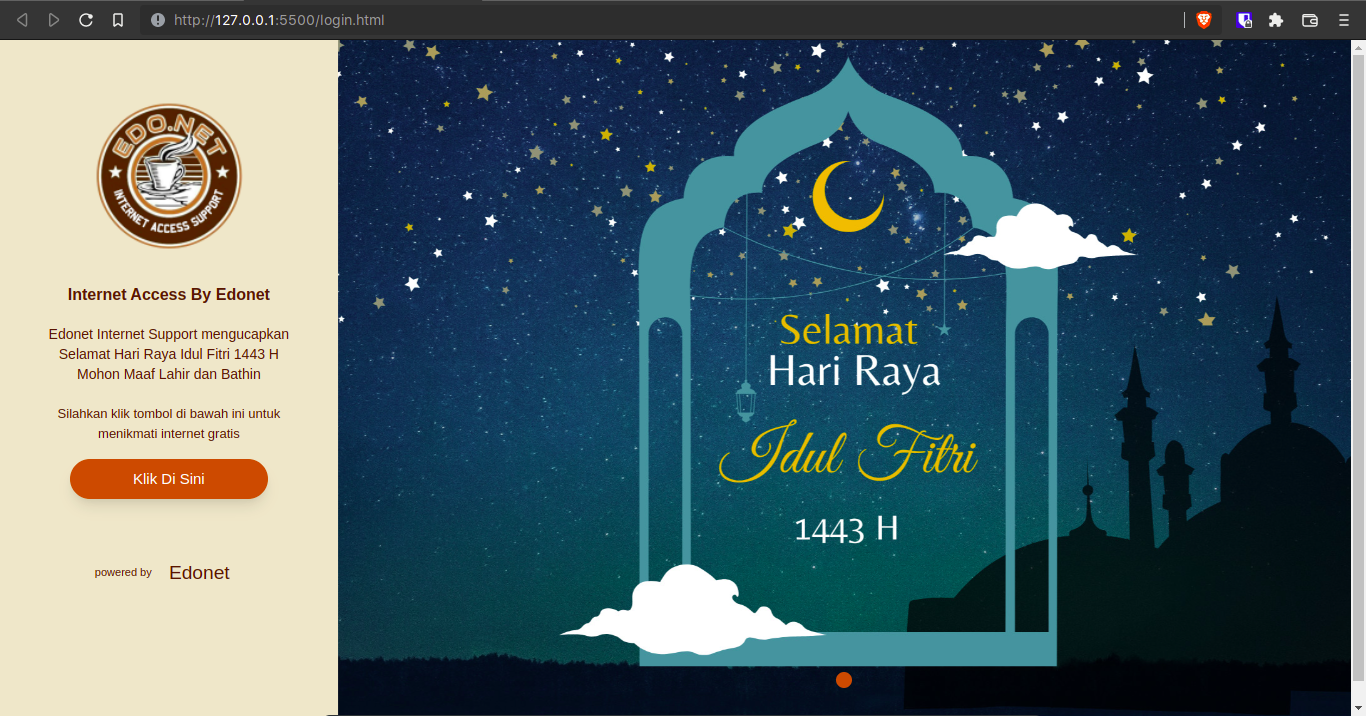 http://127.0.0.1:5500/login.html
EDO.NET
INTERNET ACCESS SUPPORT
Internet Access By Edonet
Edonet Internet Support mengucapkan
Selamat Hari Raya Idul Fitri 1443 H
Mohon Maaf Lahir dan Bathin
Silahkan klik tombol di bawah ini untuk
menikmati internet gratis
Klik Di Sini
powered by Edonet
Selamat
Hari Raya
Idul Fitri
1443 H